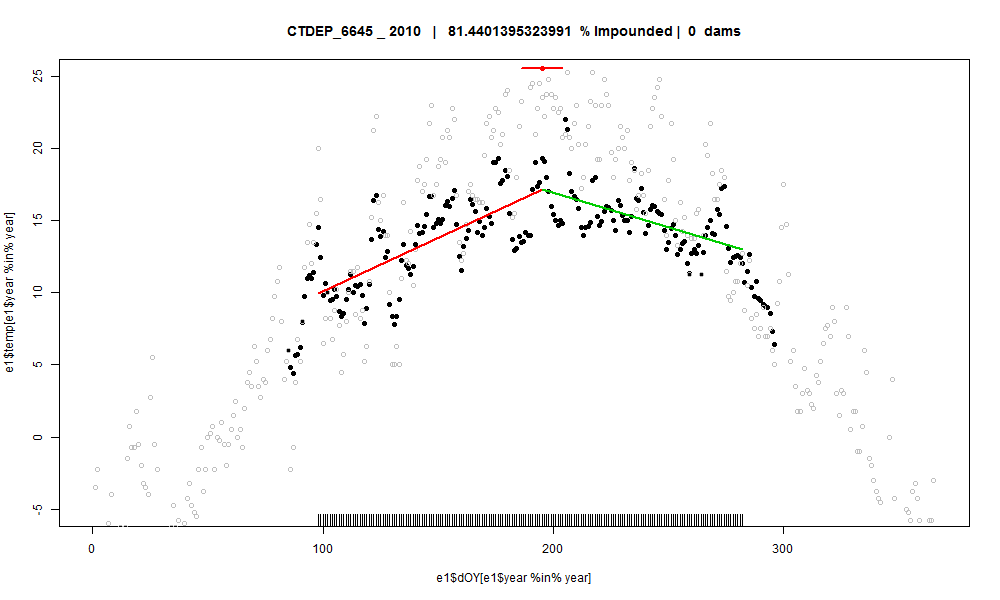 CTDEP_6645 _ 2010 | 81.4401395323991 % Impounded | 0 dams
e1$temp[e1$year %in% year]
25
20
15
10
5
0
-5
0 100 200 300
e1$dOY[e1$year %in% year]